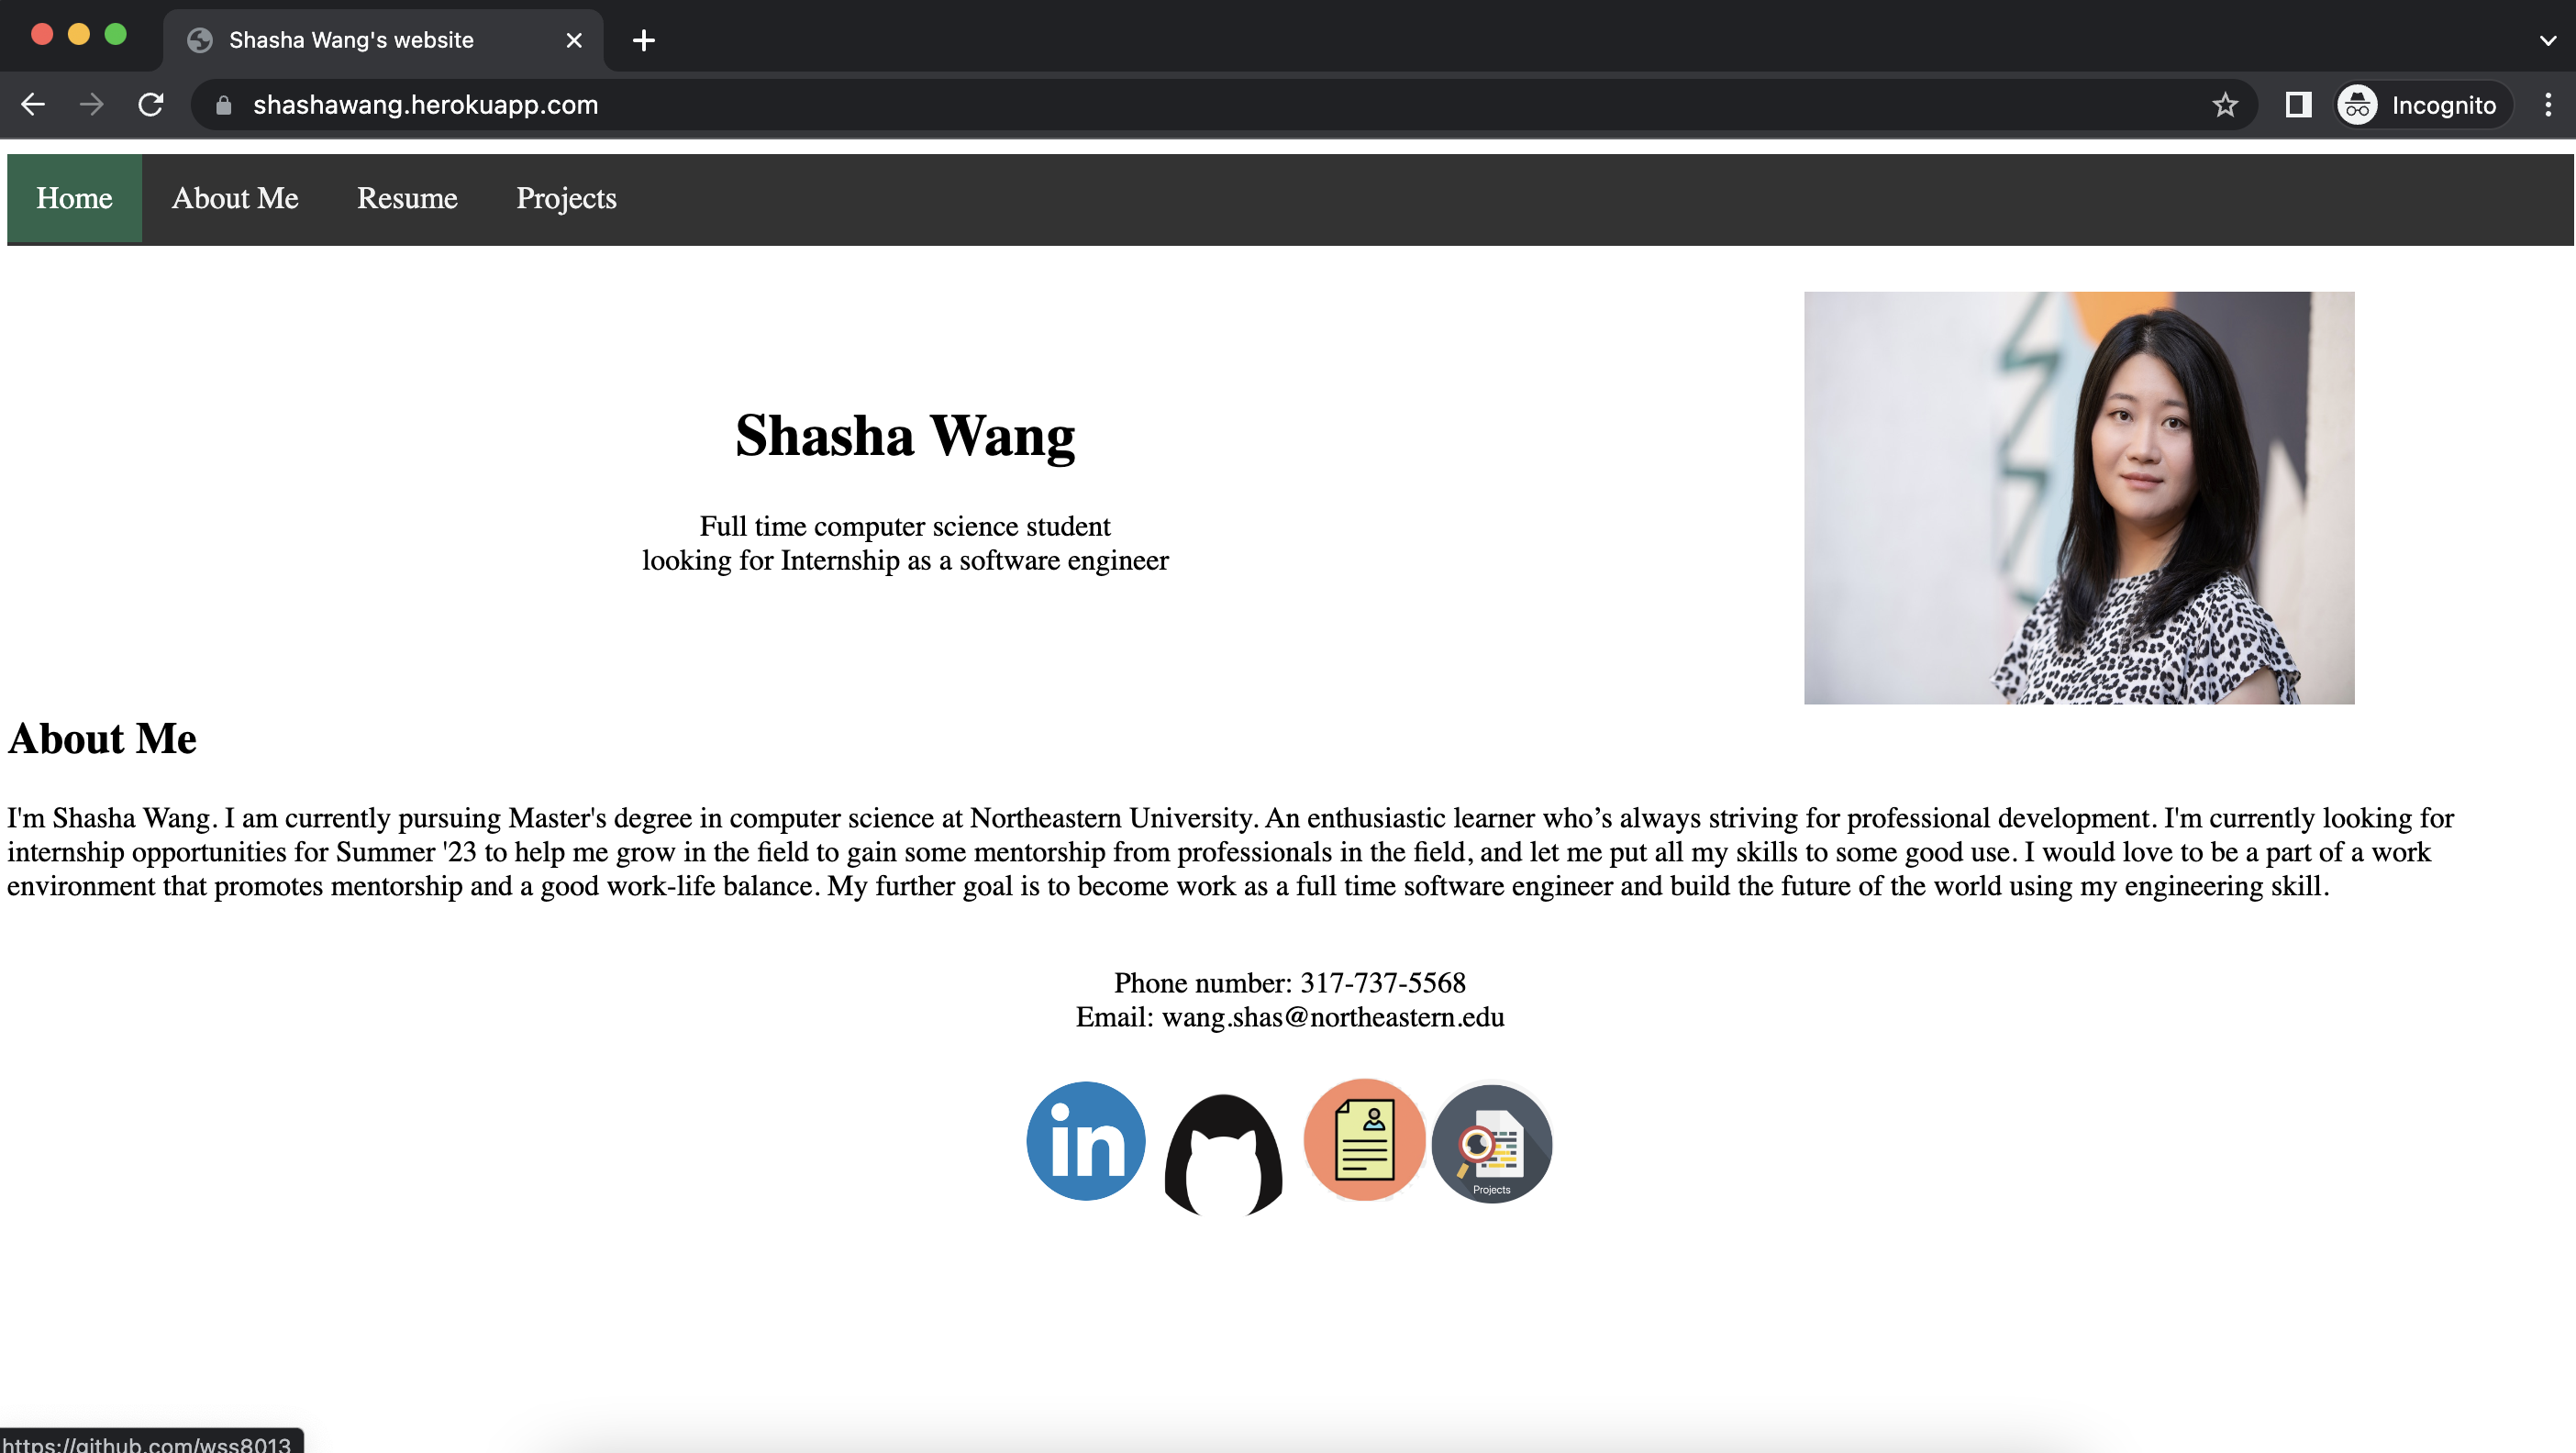 Shasha Wang's website
shashawang.herokuapp.com
Incognito
Home About Me Resume Projects
Shasha Wang
Full time computer science student
looking for Internship as a software engineer
About Me
I'm Shasha Wang. I am currently pursuing Master's degree in computer science at Northeastern University. An enthusiastic learner who’s always striving for professional development. I'm currently looking for
internship opportunities for Summer '23 to help me grow in the field to gain some mentorship from professionals in the field, and let me put all my skills to some good use. I would love to be a part of a work
environment that promotes mentorship and a good work-life balance. My further goal is to become work as a full time software engineer and build the future of the world using my engineering skill.
Phone number: 317-737-5568
Email: wang.shas@northeastern.edu
in
Projects
https://github.com/wss8013